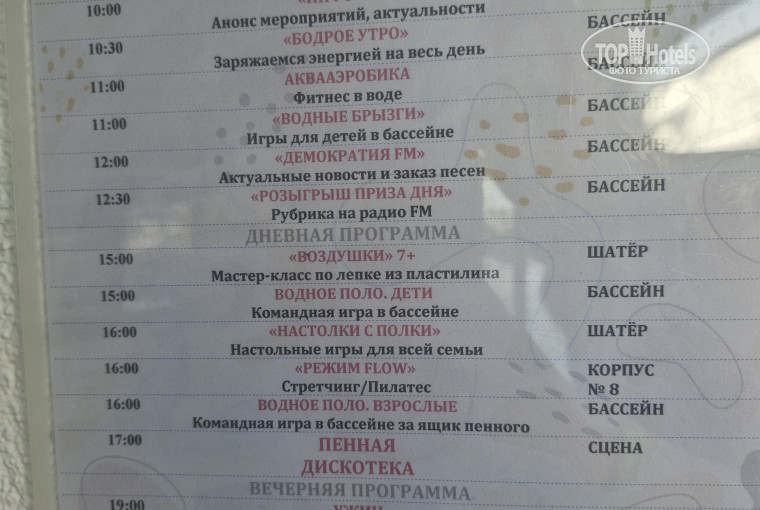 10:00
Анонс мероприятий, актуальности
БАССЕЙН
10:30
«БОДРОЕ УТРО»
Заряжаемся энергией на весь день
11:00
АКВААЭРОБИКА
Фитнес в воде
БАССЕЙН
11:00
«ВОДНЫЕ БРЫЗГИ»
Игры для детей в бассейне
БАССЕЙН
12:00
«ДЕМОКРАТИЯ FM»
Актуальные новости и заказ песен
БАССЕЙН
12:30
«РОЗЫГРЫШ ПРИЗА ДНЯ»
Рубрика на радио FM
ДНЕВНАЯ ПРОГРАММА
15:00
«ВОЗДУШКИ» 7+
ШАТЁР
Мастер-класс по лепке из пластилина
15:00
ВОДНОЕ ПОЛО. ДЕТИ
БАССЕЙН
Командная игра в бассейне
16:00
«НАСТОЛКИ С ПОЛКИ»
ШАТЁР
Настольные игры для всей семьи
16:00
«РЕЖИМ FLOW»
КОРПУС
Стретчинг/Пилатес
№ 8
16:00
ВОДНОЕ ПОЛО. ВЗРОСЛЫЕ
БАССЕЙН
Командная игра в бассейне за ящик пенного
17:00
ПЕННАЯ
СЦЕНА
ДИСКОТЕКА
ВЕЧЕРНЯЯ ПРОГРАММА
19:00
УЖИН
TOP Hotels
ФОТО ТУРИСТА